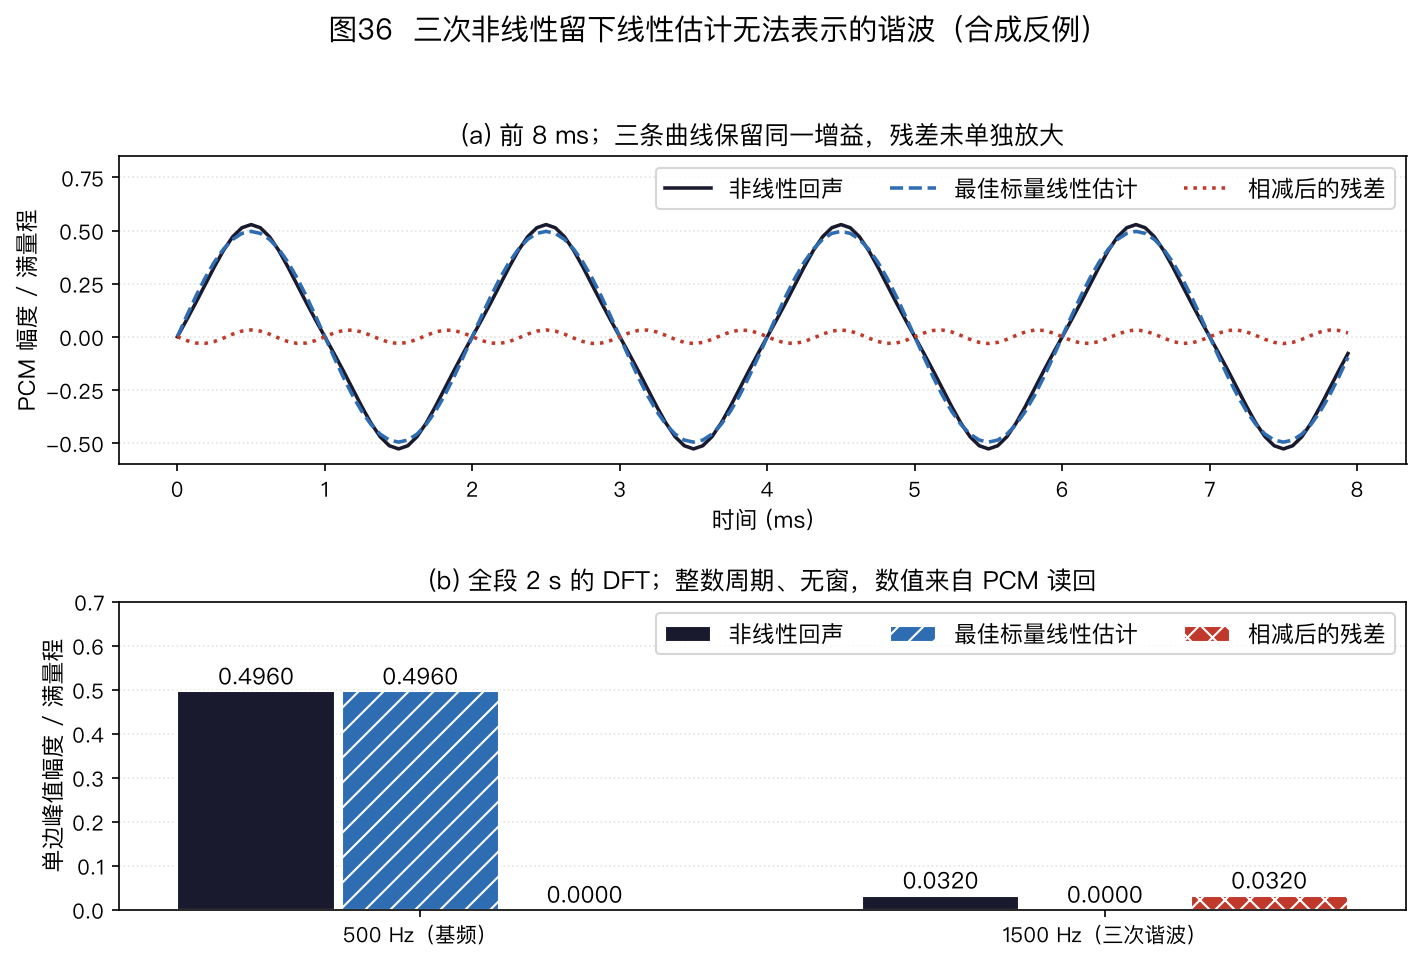 图36 三次非线性留下线性估计无法表示的谐波（合成反例）
(a) 前 8 ms；三条曲线保留同一增益，残差未单独放大
非线性回声 最佳标量线性估计 相减后的残差
PCM 幅度 / 满量程
0.75
0.50
0.25
0.00
−0.25
−0.50
0 1 2 3 4 5 6 7 8
时间 (ms)
(b) 全段 2 s 的 DFT；整数周期、无窗，数值来自 PCM 读回
非线性回声 最佳标量线性估计 相减后的残差
单边峰值幅度 / 满量程
0.7
0.6
0.5
0.4
0.3
0.2
0.1
0.0
0.4960 0.4960 0.0000 0.0320 0.0000 0.0320
500 Hz（基频） 1500 Hz（三次谐波）